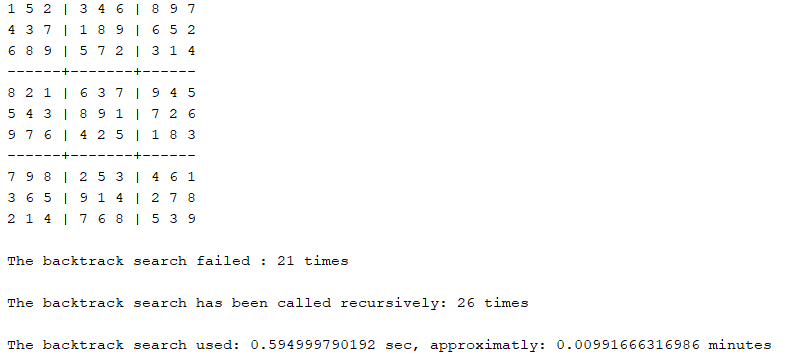 1 5 2 | 3 4 6 | 8 9 7
4 3 7 | 1 8 9 | 6 5 2
6 8 9 | 5 7 2 | 3 1 4
------+-------+------
8 2 1 | 6 3 7 | 9 4 5
5 4 3 | 8 9 1 | 7 2 6
9 7 6 | 4 2 5 | 1 8 3
------+-------+------
7 9 8 | 2 5 3 | 4 6 1
3 6 5 | 9 1 4 | 2 7 8
2 1 4 | 7 6 8 | 5 3 9
The backtrack search failed : 21 times
The backtrack search has been called recursively: 26 times
The backtrack search used: 0.594999790192 sec, approximatly: 0.00991666316986 minutes